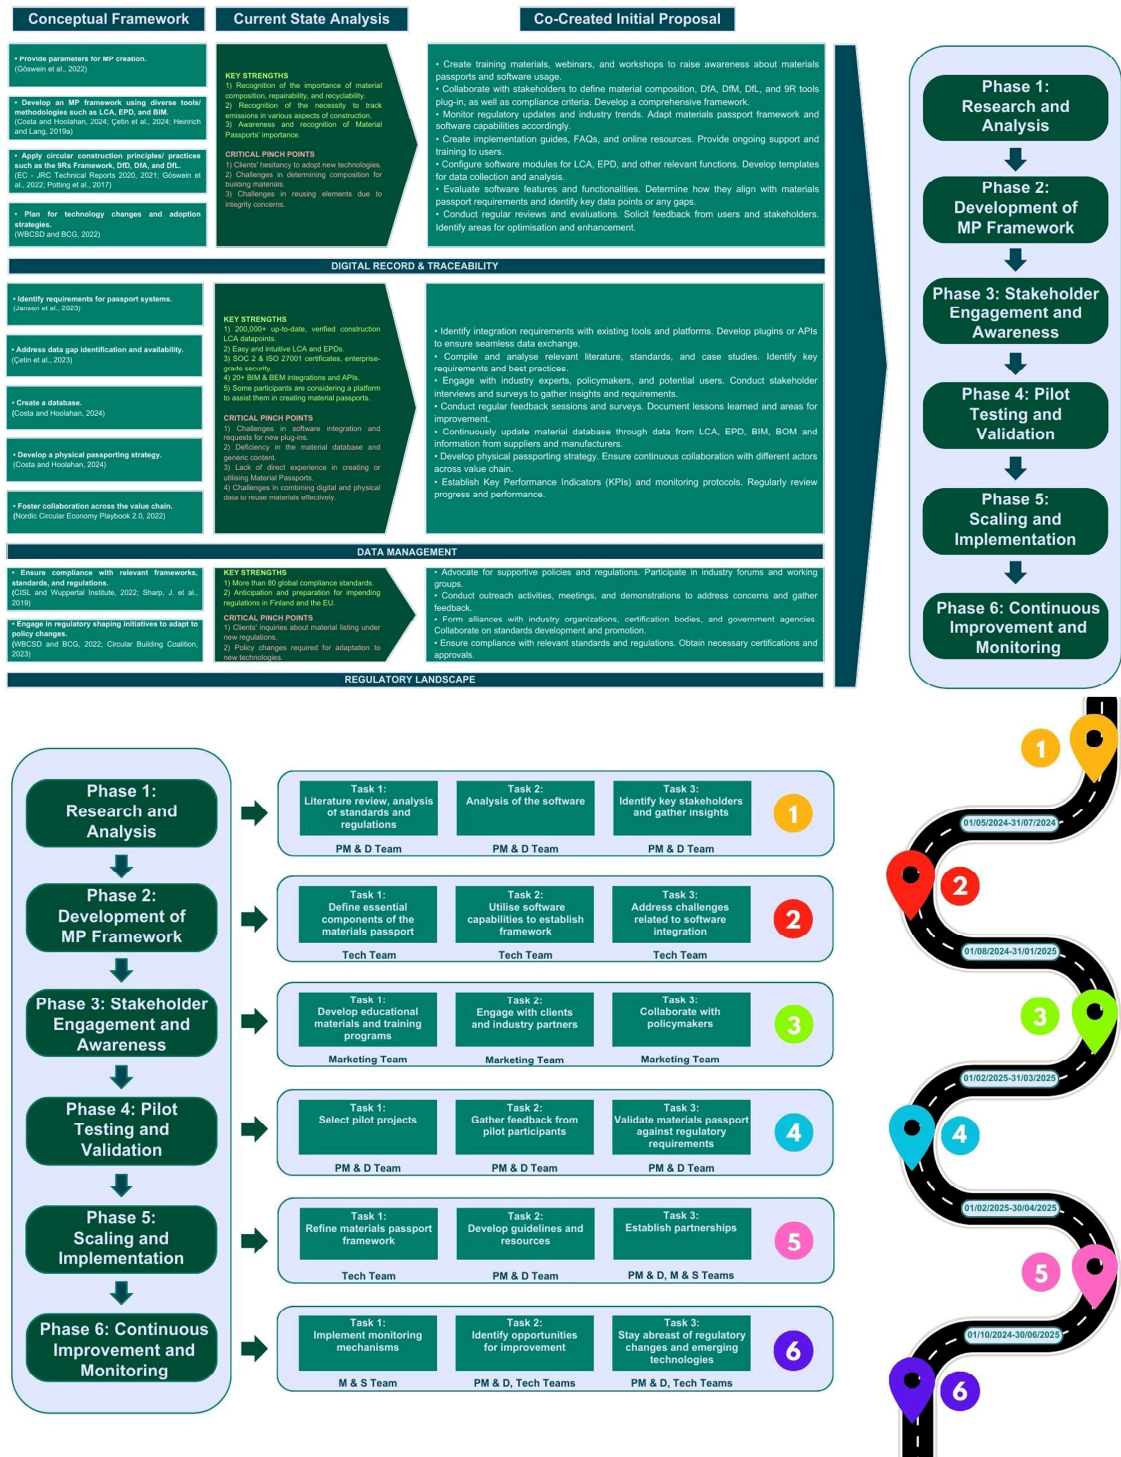 Conceptual Framework
Current State Analysis
Co-Created Initial Proposal
• Provide parameters for MP creation.
(Göswein et al., 2022)
• Develop an MP framework using diverse tools/
methodologies such as LCA, EPD, and BIM.
(Costa and Hoolahan, 2024; Çetin et al., 2024; Heinrich
and Lang, 2019a)
• Apply circular construction principles/ practices
such as the 9Rs Framework, DfD, DfA, and DfL.
(EC - JRC Technical Reports 2020, 2021; Göswein et
al., 2022; Potting et al., 2017)
• Plan for technology changes and adoption
strategies.
(WBCSD and BCG, 2022)
KEY STRENGTHS
1) Recognition of the importance of material
composition, repairability, and recyclability.
2) Recognition of the necessity to track
emissions in various aspects of construction.
3) Awareness and recognition of Material
Passports' importance.
CRITICAL PINCH POINTS
1) Clients' hesitancy to adopt new technologies.
2) Challenges in determining composition for
building materials.
3) Challenges in reusing elements due to
integrity concerns.
• Create training materials, webinars, and workshops to raise awareness about materials
passports and software usage.
• Collaborate with stakeholders to define material composition, DfA, DfM, DfL, and 9R tools
plug-in, as well as compliance criteria. Develop a comprehensive framework.
• Monitor regulatory updates and industry trends. Adapt materials passport framework and
software capabilities accordingly.
• Create implementation guides, FAQs, and online resources. Provide ongoing support and
training to users.
• Configure software modules for LCA, EPD, and other relevant functions. Develop templates
for data collection and analysis.
• Evaluate software features and functionalities. Determine how they align with materials
passport requirements and identify key data points or any gaps.
• Conduct regular reviews and evaluations. Solicit feedback from users and stakeholders.
Identify areas for optimisation and enhancement.
DIGITAL RECORD & TRACEABILITY
• Identify requirements for passport systems.
(Jensen et al., 2023)
• Address data gap identification and availability.
(Çetin et al., 2023)
• Create a database.
(Costa and Hoolahan, 2024)
• Develop a physical passporting strategy.
(Costa and Hoolahan, 2024)
• Foster collaboration across the value chain.
(Nordic Circular Economy Playbook 2.0, 2022)
KEY STRENGTHS
1) 200,000+ up-to-date, verified construction
LCA datapoints.
2) Easy and intuitive LCA and EPDs.
3) SOC 2 & ISO 27001 certificates, enterprise-
grade security.
4) 20+ BIM & BEM integrations and APIs.
5) Some participants are considering a platform
to assist them in creating material passports.
CRITICAL PINCH POINTS
1) Challenges in software integration and
requests for new plug-ins.
2) Deficiency in the material database and
generic content.
3) Lack of direct experience in creating or
utilising Material Passports.
4) Challenges in combining digital and physical
data to reuse materials effectively.
• Identify integration requirements with existing tools and platforms. Develop plugins or APIs
to ensure seamless data exchange.
• Compile and analyse relevant literature, standards, and case studies. Identify key
requirements and best practices.
• Engage with industry experts, policymakers, and potential users. Conduct stakeholder
interviews and surveys to gather insights and requirements.
• Conduct regular feedback sessions and surveys. Document lessons learned and areas for
improvement.
• Continuously update material database through data from LCA, EPD, BIM, BOM and
information from suppliers and manufacturers.
• Develop physical passporting strategy. Ensure continuous collaboration with different actors
across value chain.
• Establish Key Performance Indicators (KPIs) and monitoring protocols. Regularly review
progress and performance.
DATA MANAGEMENT
• Ensure compliance with relevant frameworks,
standards, and regulations.
(CISL and Wuppertal Institute, 2022; Sharp, J. et al.,
2019)
• Engage in regulatory shaping initiatives to adapt to
policy changes.
(WBCSD and BCG, 2022; Circular Building Coalition,
2023)
KEY STRENGTHS
1) More than 80 global compliance standards.
2) Anticipation and preparation for impending
regulations in Finland and the EU.
CRITICAL PINCH POINTS
1) Clients' inquiries about material listing under
new regulations.
2) Policy changes required for adaptation to
new technologies.
• Advocate for supportive policies and regulations. Participate in industry forums and working
groups.
• Conduct outreach activities, meetings, and demonstrations to address concerns and gather
feedback.
• Form alliances with industry organizations, certification bodies, and government agencies.
Collaborate on standards development and promotion.
• Ensure compliance with relevant standards and regulations. Obtain necessary certifications and
approvals.
REGULATORY LANDSCAPE
Phase 1:
Research and
Analysis
Phase 2:
Development of
MP Framework
Phase 3: Stakeholder
Engagement and
Awareness
Phase 4: Pilot
Testing and
Validation
Phase 5:
Scaling and
Implementation
Phase 6: Continuous
Improvement and
Monitoring
Phase 1:
Research and
Analysis
Phase 2:
Development of
MP Framework
Phase 3: Stakeholder
Engagement and
Awareness
Phase 4: Pilot
Testing and
Validation
Phase 5:
Scaling and
Implementation
Phase 6: Continuous
Improvement and
Monitoring
Task 1:
Literature review, analysis
of standards and
regulations
PM & D Team
Task 2:
Analysis of the software
PM & D Team
Task 3:
Identify key stakeholders
and gather insights
PM & D Team
1
Task 1:
Define essential
components of the
materials passport
Tech Team
Task 2:
Utilise software
capabilities to establish
framework
Tech Team
Task 3:
Address challenges
related to software
integration
Tech Team
2
Task 1:
Develop educational
materials and training
programs
Marketing Team
Task 2:
Engage with clients
and industry partners
Marketing Team
Task 3:
Collaborate with
policymakers
Marketing Team
3
Task 1:
Select pilot projects
PM & D Team
Task 2:
Gather feedback from
pilot participants
PM & D Team
Task 3:
Validate materials passport
against regulatory
requirements
PM & D Team
4
Task 1:
Refine materials passport
framework
Tech Team
Task 2:
Develop guidelines and
resources
PM & D Team
Task 3:
Establish partnerships
PM & D, M & S Teams
5
Task 1:
Implement monitoring
mechanisms
M & S Team
Task 2:
Identify opportunities
for improvement
PM & D, Tech Teams
Task 3:
Stay abreast of regulatory
changes and emerging
technologies
PM & D, Tech Teams
6
1
01/05/2024-31/07/2024
2
01/08/2024-31/01/2025
3
01/02/2025-31/03/2025
4
01/02/2025-30/04/2025
5
01/10/2024-30/06/2025
6